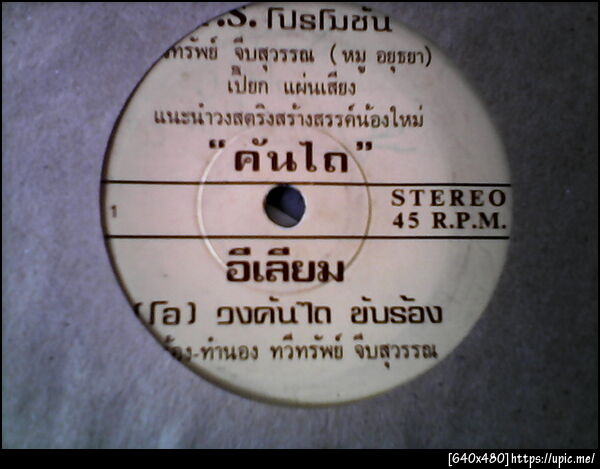 .S. โปรโมชั่น
ทวีทรัพย์ จีบสุวรรณ (หมู อยุธยา)
เปี๊ยก แผ่นเสียง
แนะนำวงสตริงสร้างสรรค์น้องใหม่
"คันไถ"
STEREO
1
45 R.P.M.
อีเลียม
(โอ) วงคันไถ ขับร้อง
ร้อง-ทำนอง ทวีทรัพย์ จีบสุวรรณ
[640x480]https://upic.me/